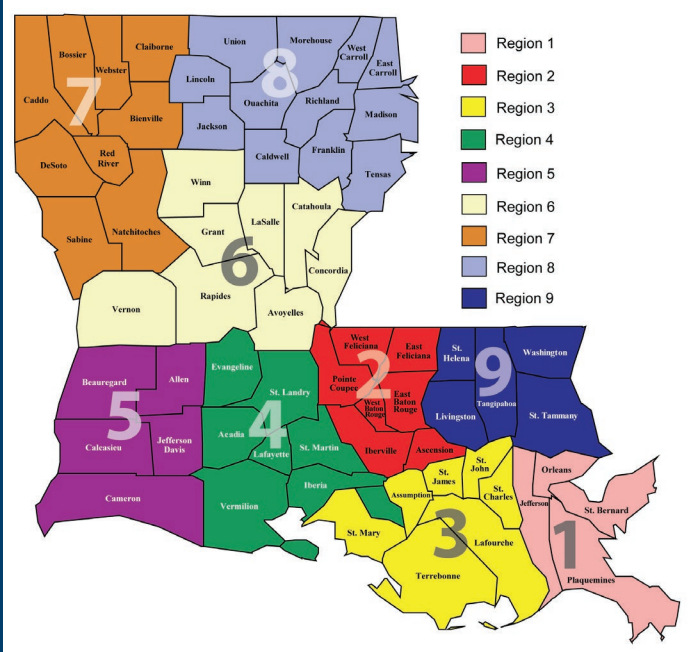 Union
Morehouse
West
Carroll
East
Carroll
Claiborne
Bossier
Webster
Lincoln
8
7
Caddo
Ouachita
Richland
Madison
Bienville
Jackson
Franklin
Caldwell
Tensas
DeSoto
Red
River
Winn
Catahoula
LaSalle
Grant
Natchitoches
Sabine
6
Concordia
Rapides
Vernon
Avoyelles
West
Feliciana
East
Feliciana
St.
Helena
Washington
Evangeline
Beauregard
Allen
St. Landry
Pointe
Coupee
2
East
Baton
Rouge
West
Baton
Rouge
9
Tangipahoa
Livingston
St. Tammany
5
4
Acadia
Lafayette
St. Martin
Calcasieu
Jefferson
Davis
Iberville
Ascension
Cameron
Vermilion
Iberia
St.
James
St.
John
St.
Charles
Assumption
Orleans
Jefferson
St. Bernard
St. Mary
3
Lafourche
Terrebonne
1
Plaquemines
Region 1
Region 2
Region 3
Region 4
Region 5
Region 6
Region 7
Region 8
Region 9